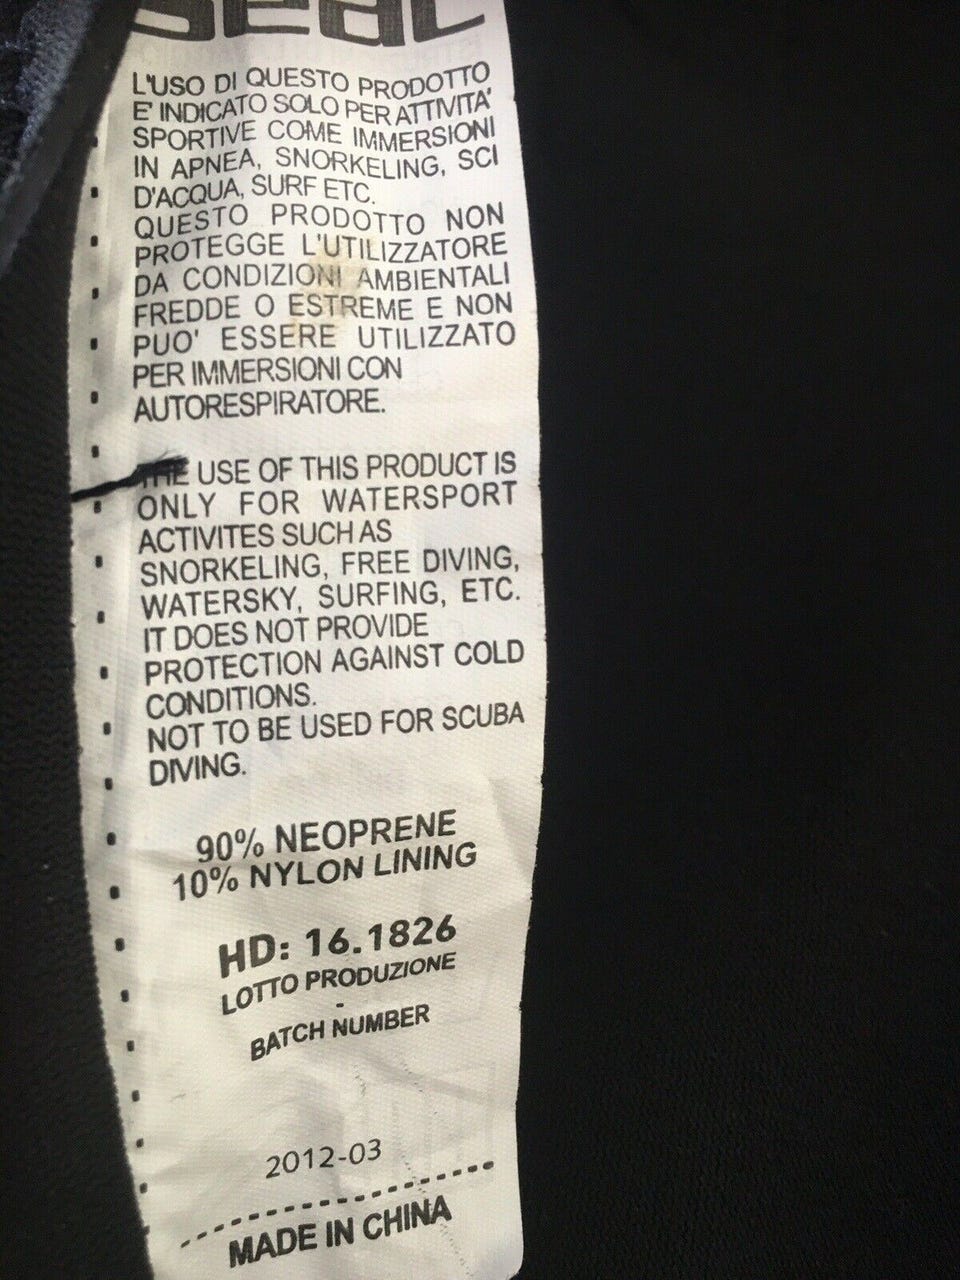 L'USO DI QUESTO PRODOTTO
E' INDICATO SOLO PER ATTIVITA'
SPORTIVE COME IMMERSIONI
IN APNEA, SNORKELING, SCI
D'ACQUA, SURF ETC.
QUESTO PRODOTTO NON
PROTEGGE L'UTILIZZATORE
DA CONDIZIONI AMBIENTALI
FREDDE O ESTREME E NON
PUO' ESSERE UTILIZZATO
PER IMMERSIONI CON
AUTORESPIRATORE.
THE USE OF THIS PRODUCT IS
ONLY FOR WATERSPORT
ACTIVITES SUCH AS
SNORKELING, FREE DIVING,
WATERSKY, SURFING, ETC.
IT DOES NOT PROVIDE
PROTECTION AGAINST COLD
CONDITIONS.
NOT TO BE USED FOR SCUBA
DIVING.
90% NEOPRENE
10% NYLON LINING
HD: 16.1826
LOTTO PRODUZIONE
-
BATCH NUMBER
2012-03
MADE IN CHINA